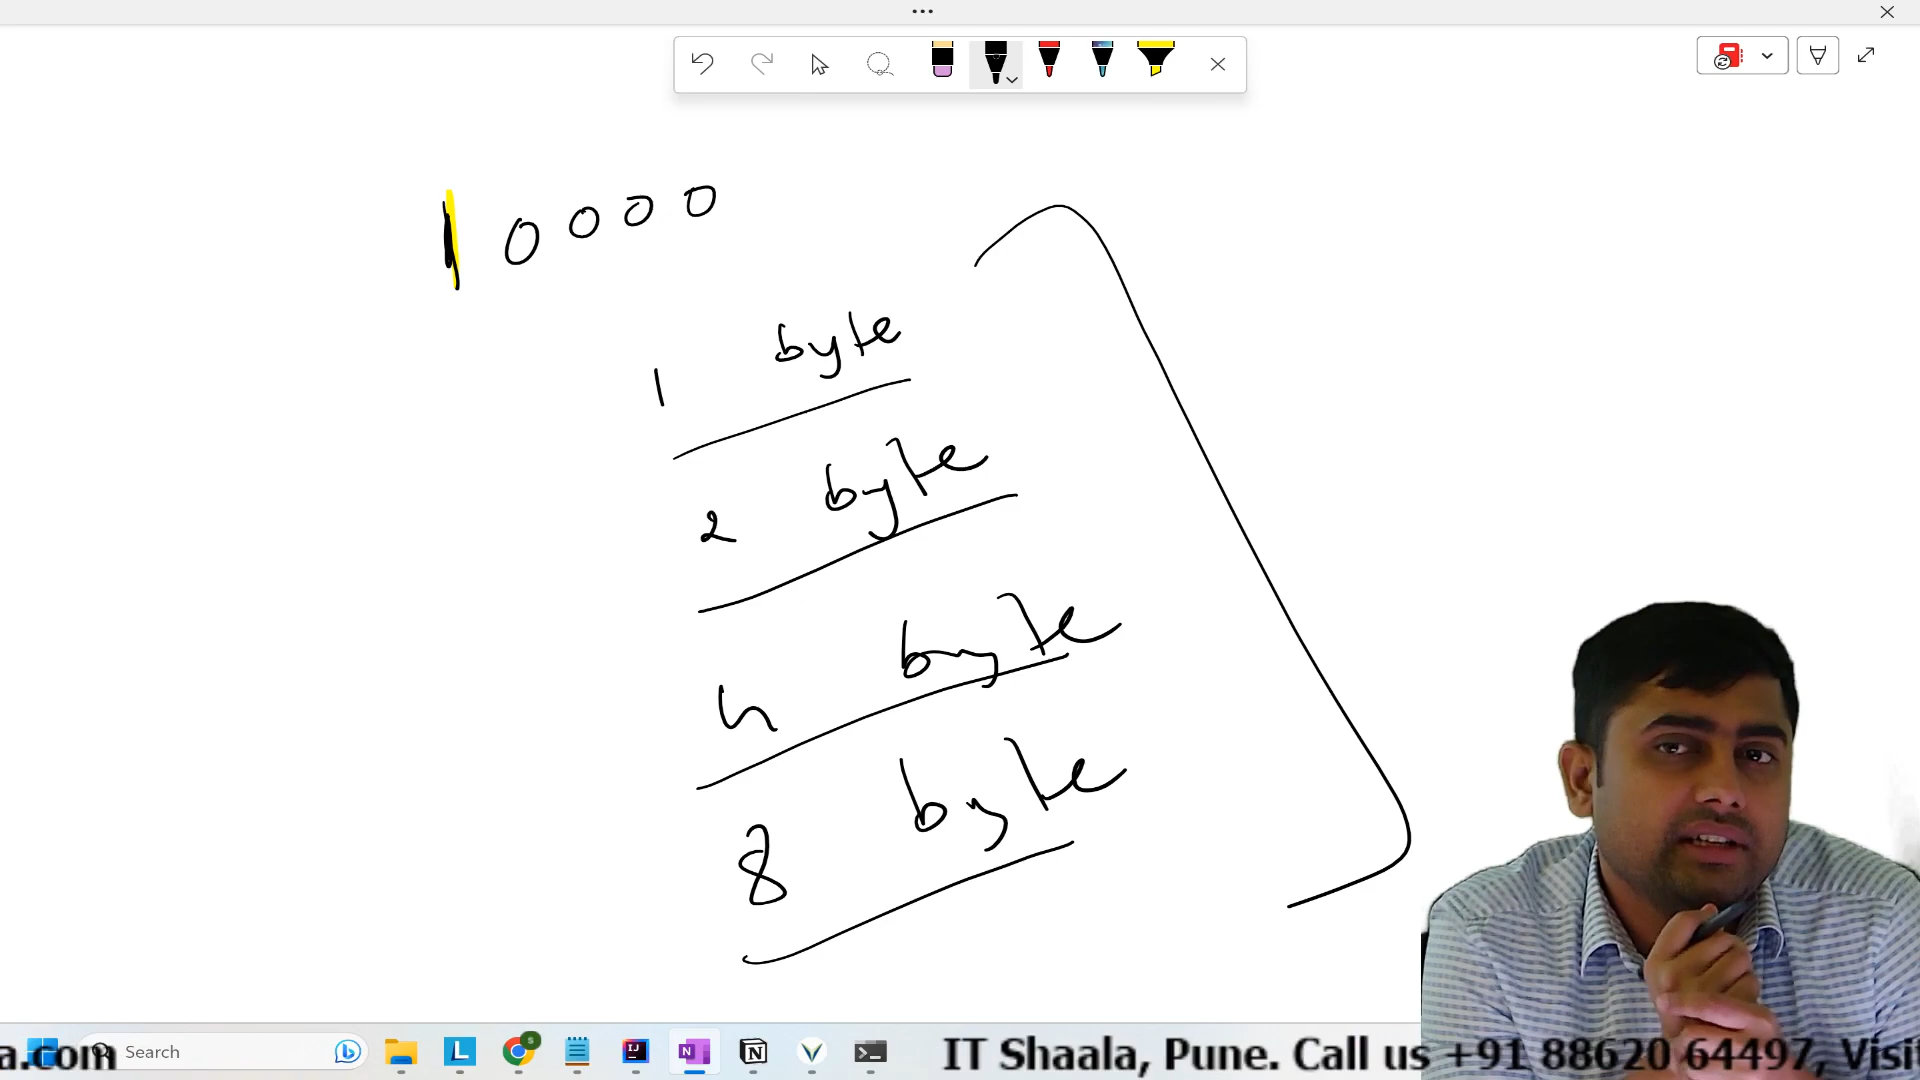 1 0 0 0 0
1 byte
2 byte
4 byte
8 byte
Search
a.com IT Shaala, Pune. Call us +91 88620 64497, Visi